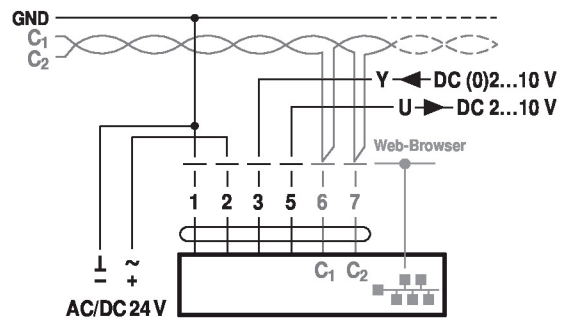 GND
C1
C2
Y DC (0)2...10 V
U DC 2...10 V
Web-Browser
1 2 3 5 6 7
C1 C2
⊥ ~
− +
AC/DC 24 V